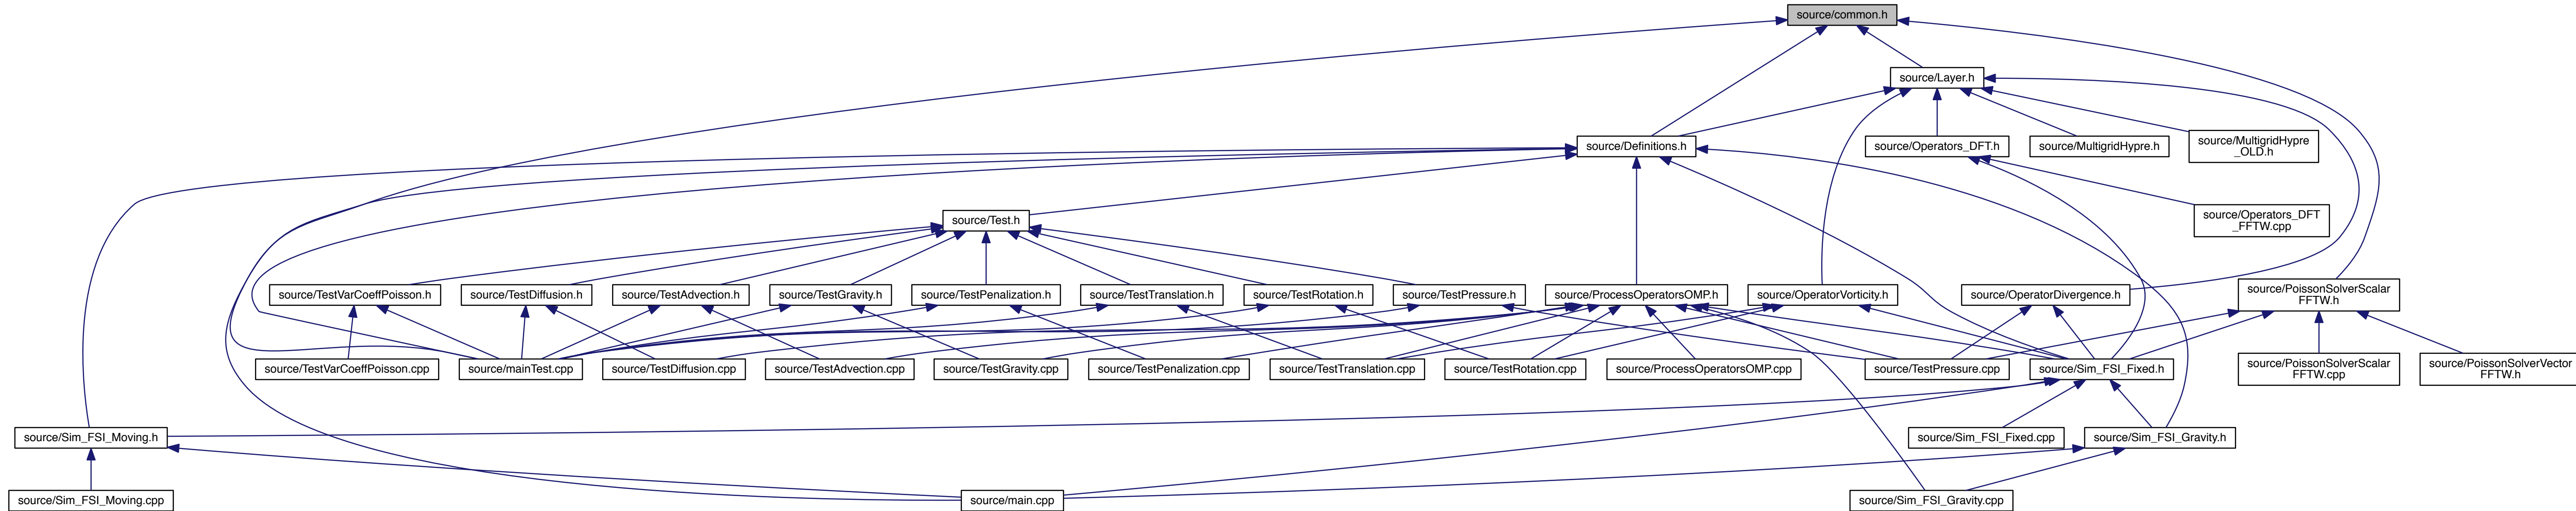 source/common.h
source/Layer.h
source/Definitions.h
source/Operators_DFT.h
source/MultigridHypre.h
source/MultigridHypre
_OLD.h
source/Test.h
source/Operators_DFT
_FFTW.cpp
source/TestVarCoeffPoisson.h
source/TestDiffusion.h
source/TestAdvection.h
source/TestGravity.h
source/TestPenalization.h
source/TestTranslation.h
source/TestRotation.h
source/TestPressure.h
source/ProcessOperatorsOMP.h
source/OperatorVorticity.h
source/OperatorDivergence.h
source/PoissonSolverScalar
FFTW.h
source/TestVarCoeffPoisson.cpp
source/mainTest.cpp
source/TestDiffusion.cpp
source/TestAdvection.cpp
source/TestGravity.cpp
source/TestPenalization.cpp
source/TestTranslation.cpp
source/TestRotation.cpp
source/ProcessOperatorsOMP.cpp
source/TestPressure.cpp
source/Sim_FSI_Fixed.h
source/PoissonSolverScalar
FFTW.cpp
source/PoissonSolverVector
FFTW.h
source/Sim_FSI_Moving.h
source/Sim_FSI_Fixed.cpp
source/Sim_FSI_Gravity.h
source/Sim_FSI_Moving.cpp
source/main.cpp
source/Sim_FSI_Gravity.cpp